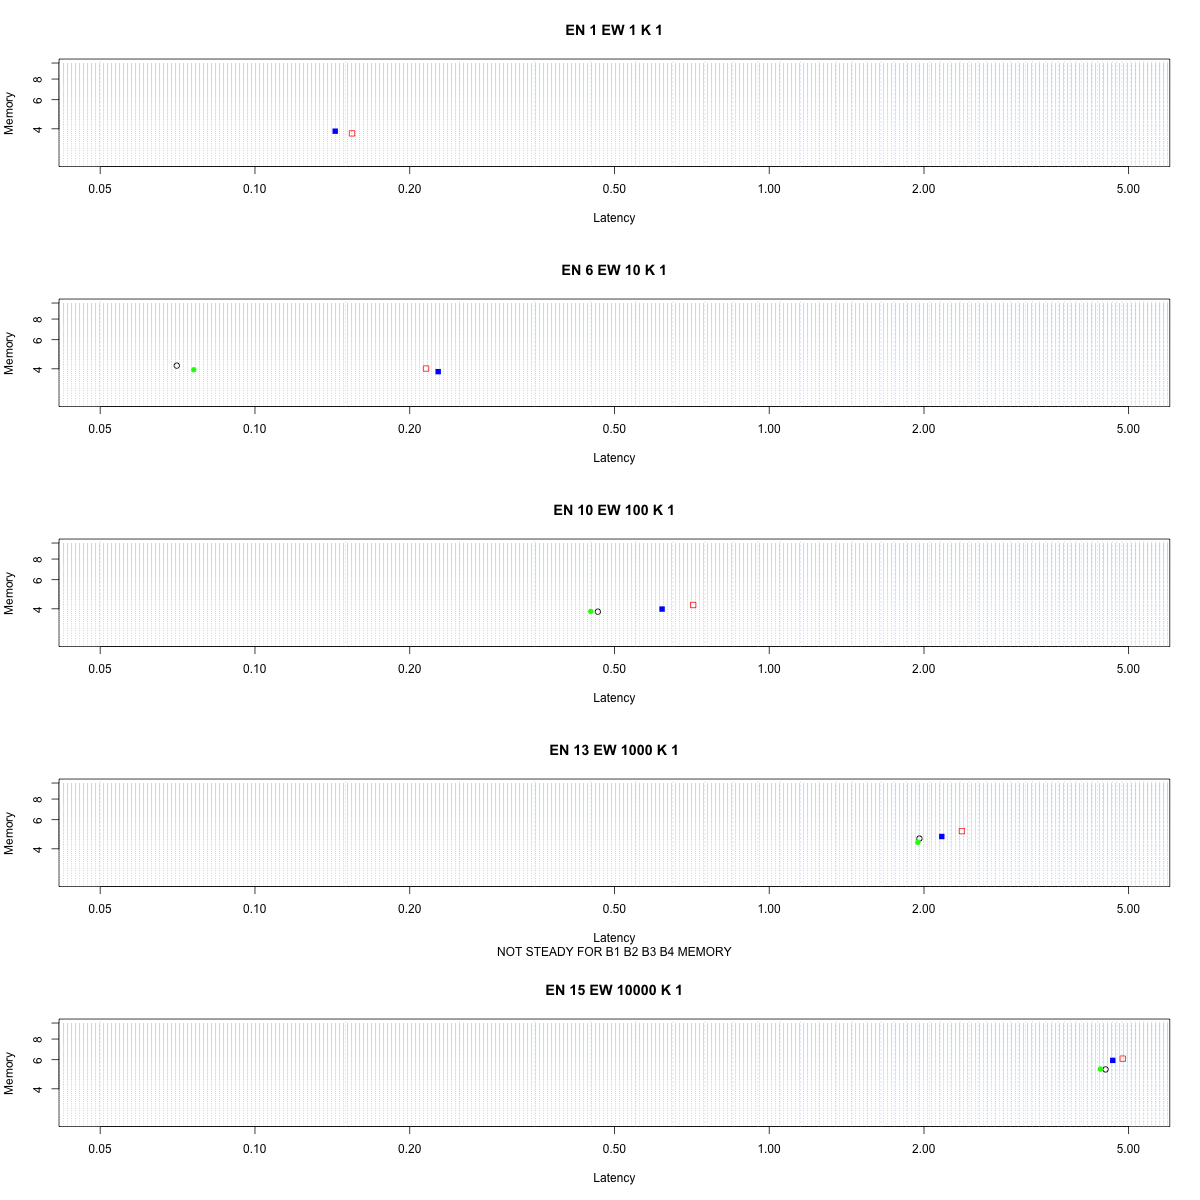 EN 1 EW 1 K 1
8
6
4
Memory
0.05 0.10 0.20 0.50 1.00 2.00 5.00
Latency
EN 6 EW 10 K 1
8
6
4
Memory
0.05 0.10 0.20 0.50 1.00 2.00 5.00
Latency
EN 10 EW 100 K 1
8
6
4
Memory
0.05 0.10 0.20 0.50 1.00 2.00 5.00
Latency
EN 13 EW 1000 K 1
8
6
4
Memory
0.05 0.10 0.20 0.50 1.00 2.00 5.00
Latency
NOT STEADY FOR B1 B2 B3 B4 MEMORY
EN 15 EW 10000 K 1
8
6
4
Memory
0.05 0.10 0.20 0.50 1.00 2.00 5.00
Latency